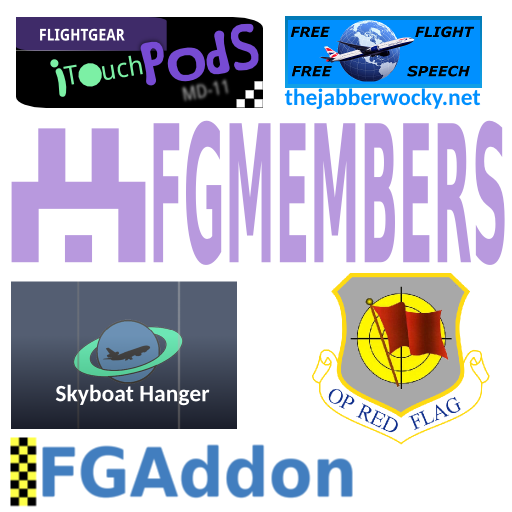 FLIGHTGEAR
iTouchPodS
MD-11
FREE FLIGHT
FREE SPEECH
thejabberwocky.net
FGMEMBERS
Skyboat Hanger
OP RED FLAG
FGAddon